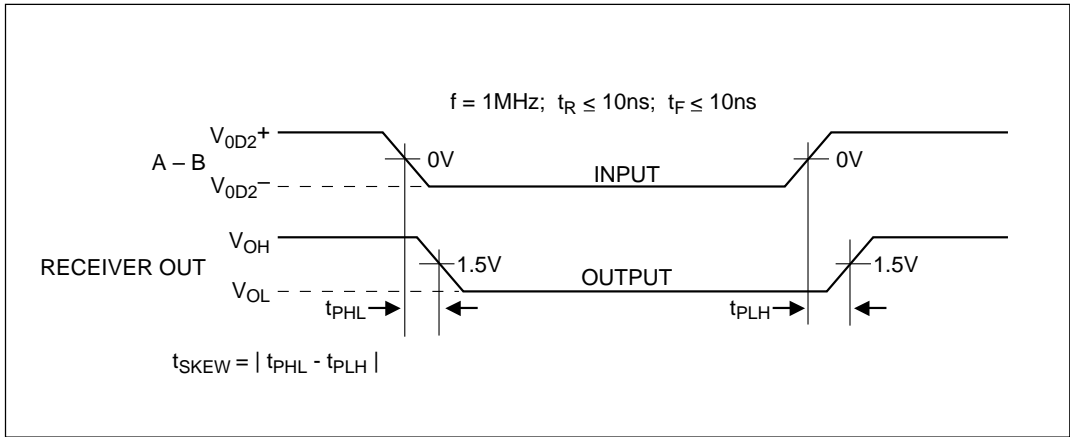 f = 1MHz; tR ≤ 10ns; tF ≤ 10ns
V0D2+
A – B
0V
0V
V0D2–
INPUT
VOH
RECEIVER OUT
1.5V
1.5V
OUTPUT
VOL
tPHL
tPLH
tSKEW = | tPHL - tPLH |